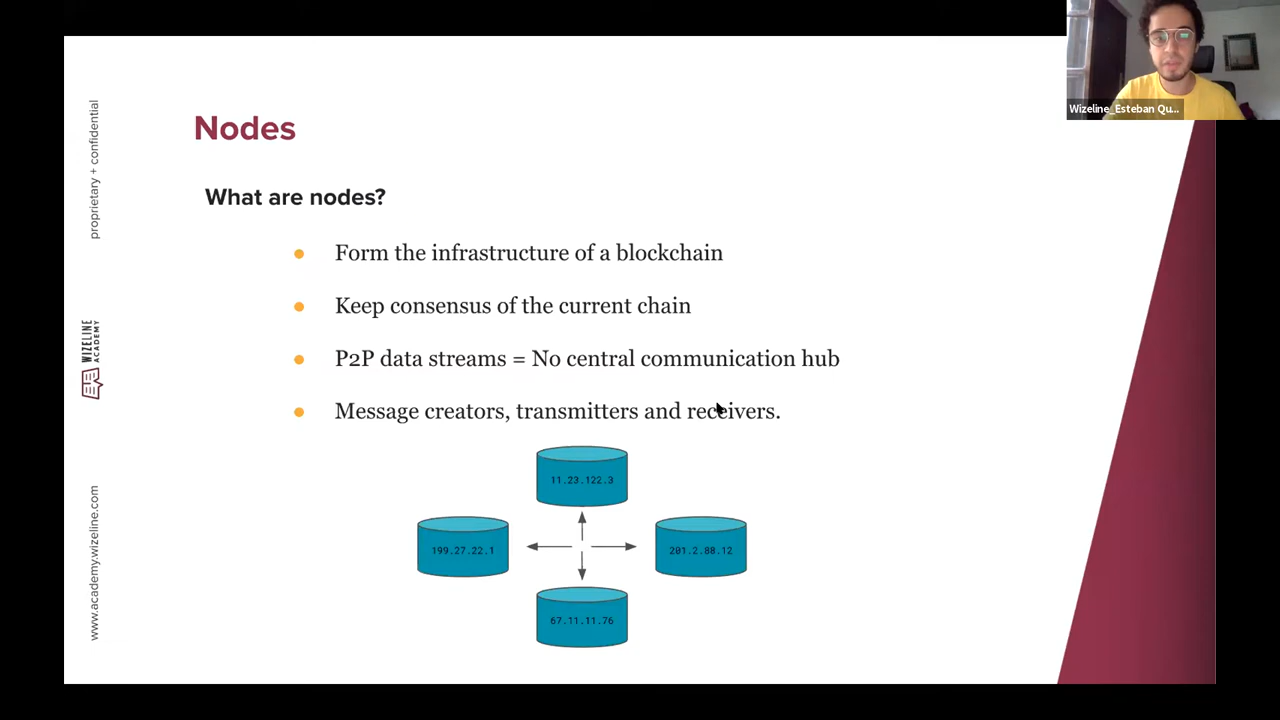 Wizeline_Esteban Qu...
proprietary + confidential
Nodes
What are nodes?
Form the infrastructure of a blockchain
Keep consensus of the current chain
P2P data streams = No central communication hub
Message creators, transmitters and receivers.
WIZELINE
ACADEMY
11.23.122.3
199.27.22.1
201.2.88.12
67.11.11.76
www.academy.wizeline.com